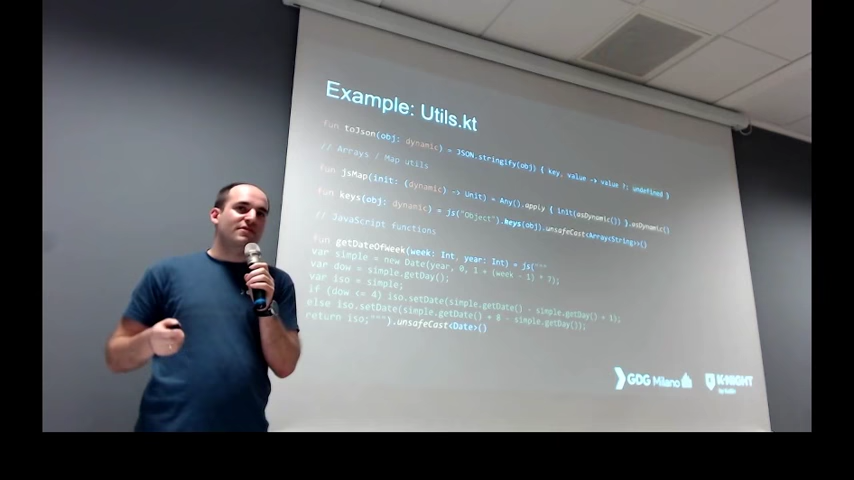 Example: Utils.kt
fun toJson(obj: dynamic) = JSON.stringify(obj) { key, value -> value ?: undefined }
// Arrays / Map utils
fun jsMap(init: (dynamic) -> Unit) = Any().apply { init(asDynamic()) }.asDynamic()
fun keys(obj: dynamic) = js("Object").keys(obj).unsafeCast<Array<String>>()
// JavaScript functions
fun getDateOfWeek(week: Int, year: Int) = js("""
var simple = new Date(year, 0, 1 + (week - 1) * 7);
var dow = simple.getDay();
var iso = simple;
if (dow <= 4) iso.setDate(simple.getDate() - simple.getDay() + 1);
else iso.setDate(simple.getDate() + 8 - simple.getDay());
return iso;""").unsafeCast<Date>()
GDG Milano
K·NIGHT